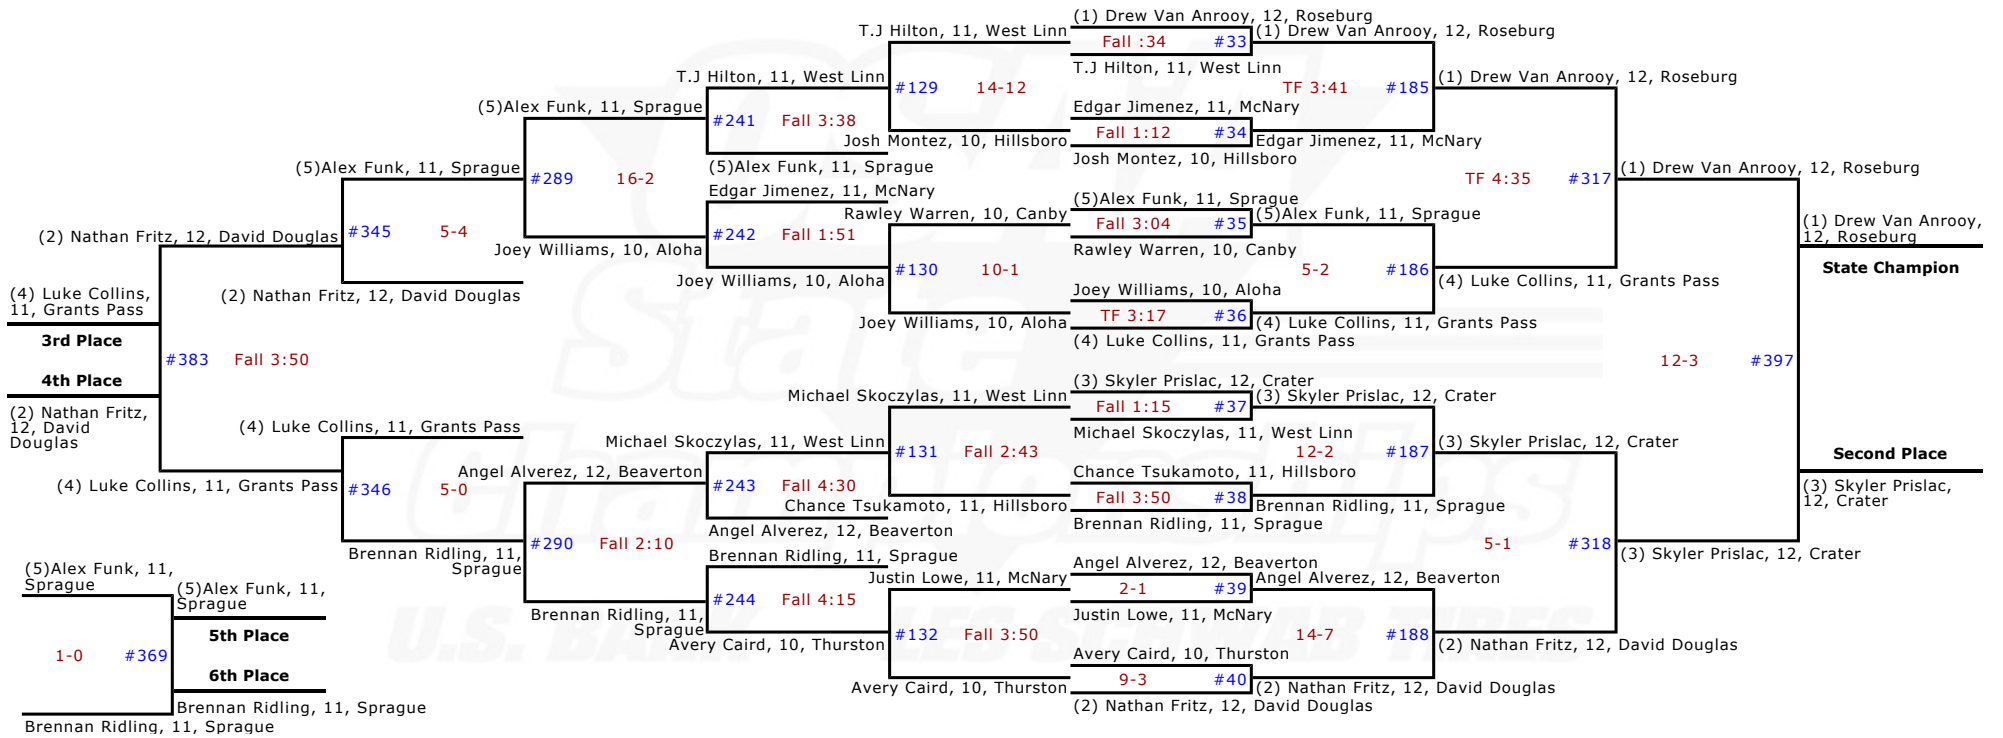 (1) Drew Van Anrooy, 12, Roseburg
T.J Hilton, 11, West Linn
Fall :34 #33
(1) Drew Van Anrooy, 12, Roseburg
T.J Hilton, 11, West Linn
T.J Hilton, 11, West Linn
#129 14-12
TF 3:41 #185
(1) Drew Van Anrooy, 12, Roseburg
(5)Alex Funk, 11, Sprague
#241 Fall 3:38
Edgar Jimenez, 11, McNary
Fall 1:12 #34
Josh Montez, 10, Hillsboro
Edgar Jimenez, 11, McNary
Josh Montez, 10, Hillsboro
(5)Alex Funk, 11, Sprague
(5)Alex Funk, 11, Sprague
#289 16-2
TF 4:35 #317
(1) Drew Van Anrooy, 12, Roseburg
Edgar Jimenez, 11, McNary
(5)Alex Funk, 11, Sprague
Rawley Warren, 10, Canby
Fall 3:04 #35
(5)Alex Funk, 11, Sprague
(1) Drew Van Anrooy,
12, Roseburg
State Champion
#345 5-4
#242 Fall 1:51
(2) Nathan Fritz, 12, David Douglas
Joey Williams, 10, Aloha
Rawley Warren, 10, Canby
#130 10-1
5-2 #186
Joey Williams, 10, Aloha
(4) Luke Collins, 11, Grants Pass
(2) Nathan Fritz, 12, David Douglas
Joey Williams, 10, Aloha
(4) Luke Collins,
11, Grants Pass
3rd Place
Joey Williams, 10, Aloha
TF 3:17 #36
(4) Luke Collins, 11, Grants Pass
(4) Luke Collins, 11, Grants Pass
#383 Fall 3:50
12-3 #397
4th Place
(2) Nathan Fritz,
12, David
Douglas
(3) Skyler Prislac, 12, Crater
Michael Skoczylas, 11, West Linn
Fall 1:15 #37
(3) Skyler Prislac, 12, Crater
(4) Luke Collins, 11, Grants Pass
Michael Skoczylas, 11, West Linn
Michael Skoczylas, 11, West Linn
(3) Skyler Prislac, 12, Crater
#131 Fall 2:43
12-2 #187
Second Place
(3) Skyler Prislac,
12, Crater
Angel Alverez, 12, Beaverton
Chance Tsukamoto, 11, Hillsboro
(4) Luke Collins, 11, Grants Pass
#346 5-0
#243 Fall 4:30
Fall 3:50 #38
Chance Tsukamoto, 11, Hillsboro
Brennan Ridling, 11, Sprague
Brennan Ridling, 11, Sprague
Angel Alverez, 12, Beaverton
#290 Fall 2:10
5-1 #318
(3) Skyler Prislac, 12, Crater
Brennan Ridling, 11,
Sprague
Brennan Ridling, 11, Sprague
Angel Alverez, 12, Beaverton
Justin Lowe, 11, McNary
2-1 #39
Angel Alverez, 12, Beaverton
(5)Alex Funk, 11,
Sprague
(5)Alex Funk, 11,
Sprague
5th Place
#244 Fall 4:15
Brennan Ridling, 11,
Sprague
Justin Lowe, 11, McNary
#132 Fall 3:50
14-7 #188
Avery Caird, 10, Thurston
(2) Nathan Fritz, 12, David Douglas
1-0 #369
Avery Caird, 10, Thurston
6th Place
9-3 #40
Avery Caird, 10, Thurston
(2) Nathan Fritz, 12, David Douglas
(2) Nathan Fritz, 12, David Douglas
Brennan Ridling, 11, Sprague
Brennan Ridling, 11, Sprague
OSAA
State
Championships
U.S. BANK LES SCHWAB TIRES